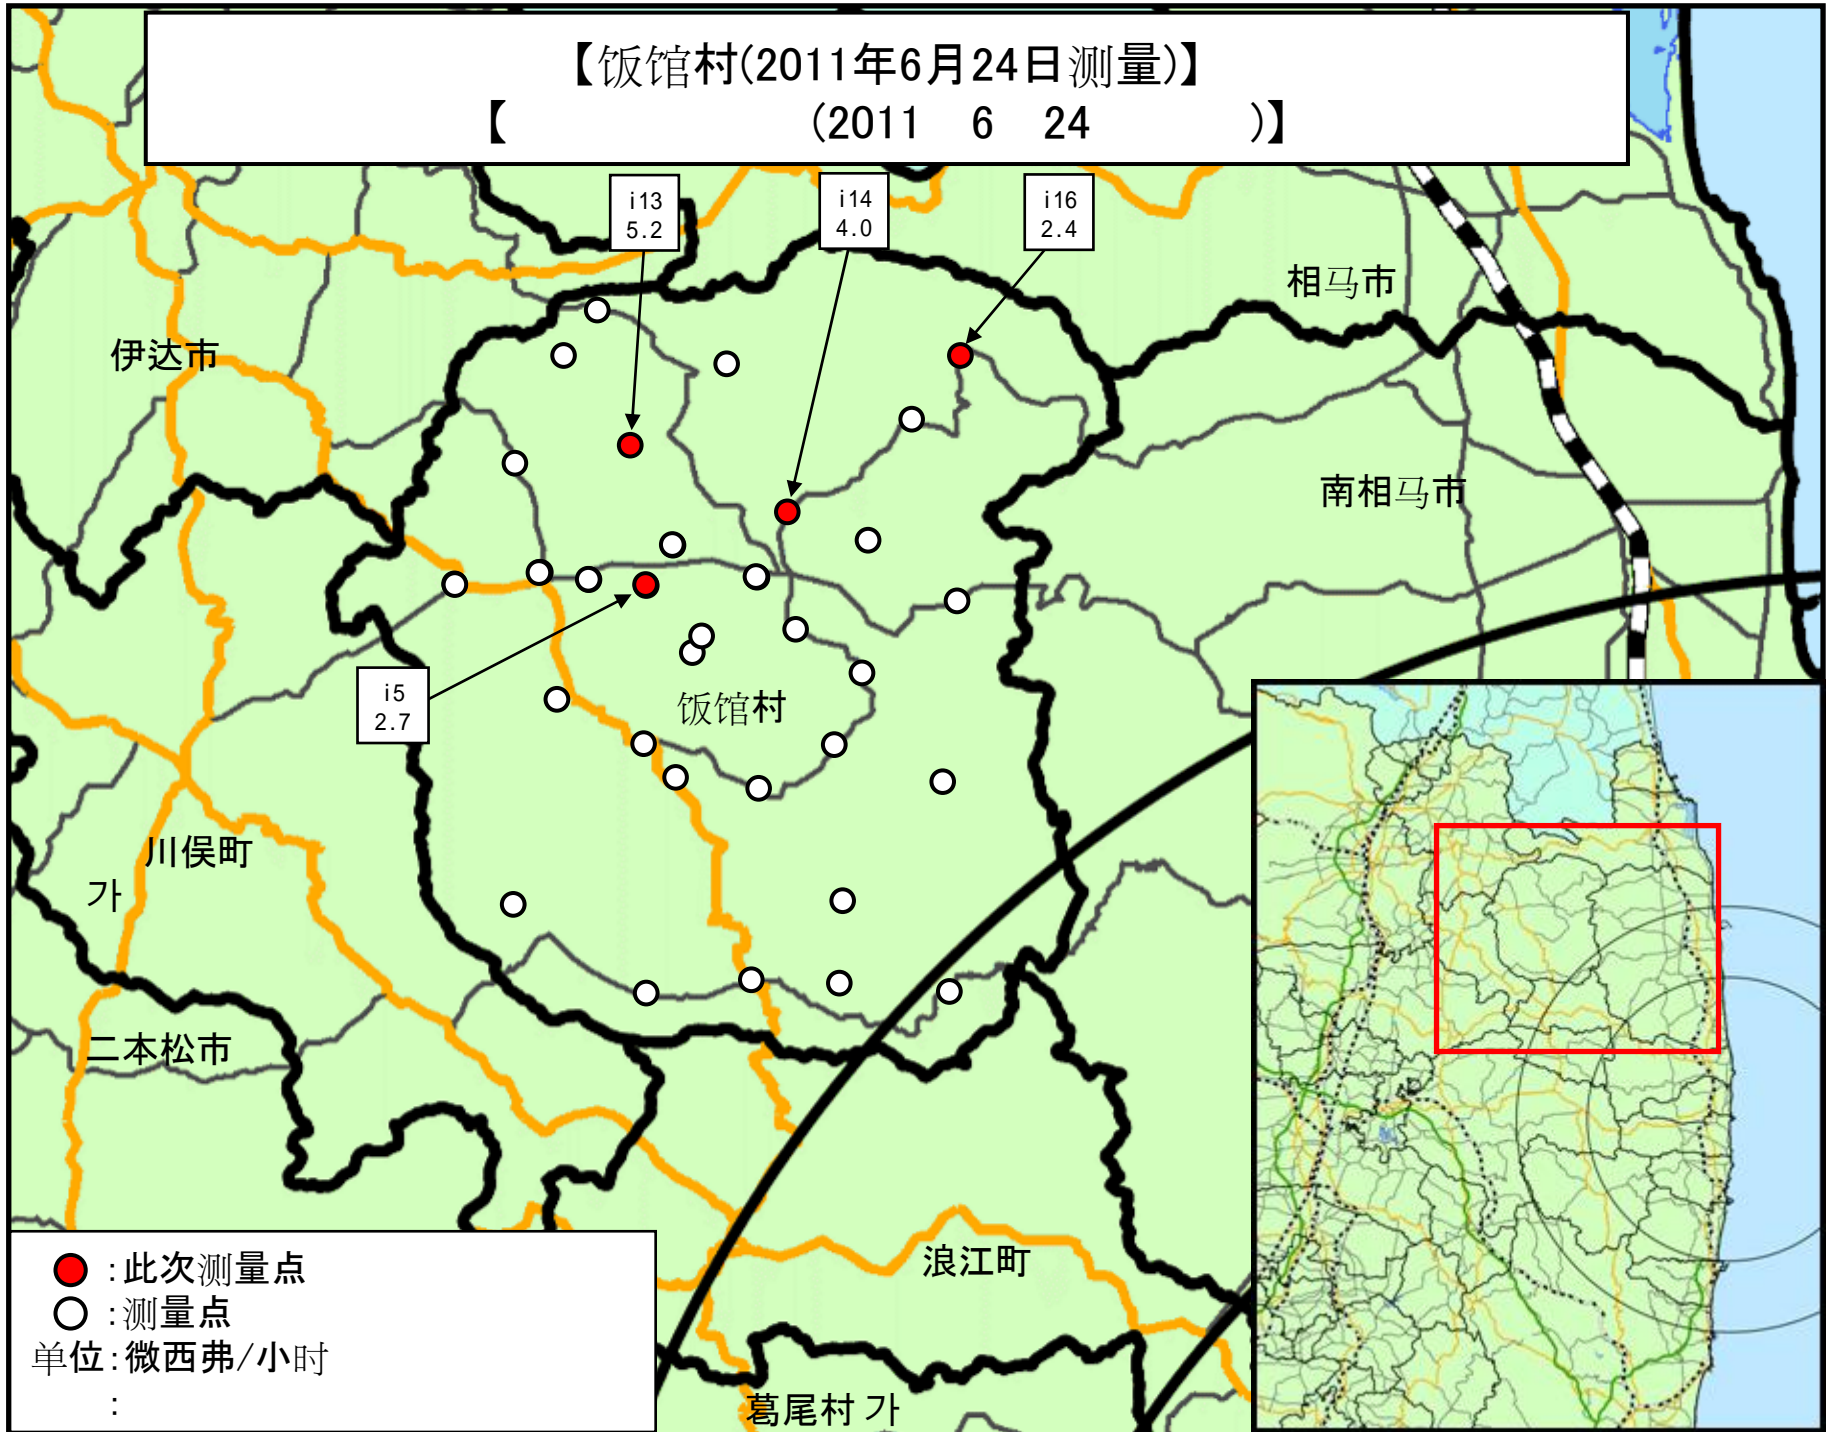 【饭馆村(2011年6月24日测量)】
【 (2011 6 24 )】
i13
5.2
i14
4.0
i16
2.4
相马市
伊达市
南相马市
i5
2.7
饭馆村
川俣町
가
二本松市
浪江町
葛尾村 가
:此次测量点
:测量点
单位:微西弗/小时
: